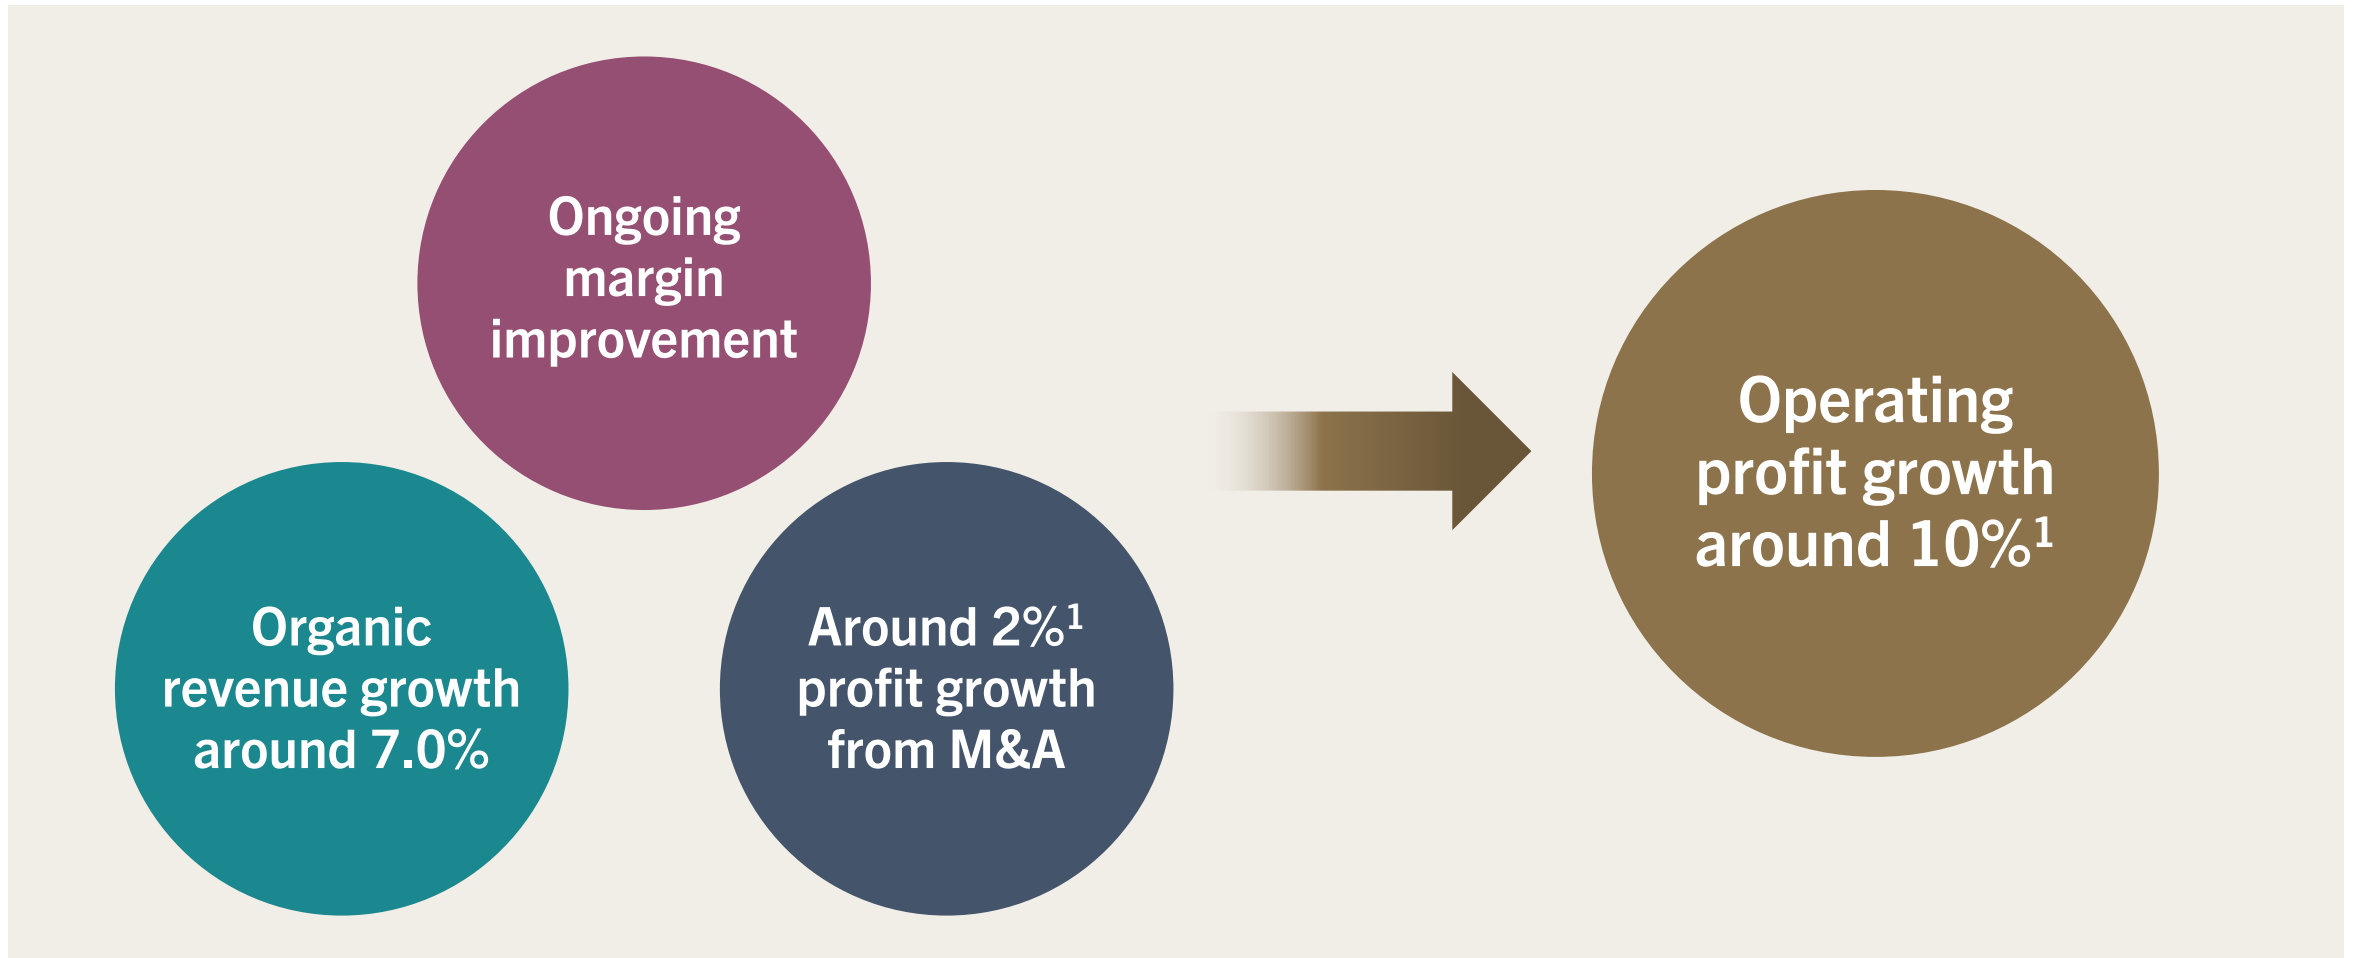 Ongoing
margin
improvement
Organic
revenue growth
around 7.0%
Around 2%¹
profit growth
from M&A
Operating
profit growth
around 10%¹